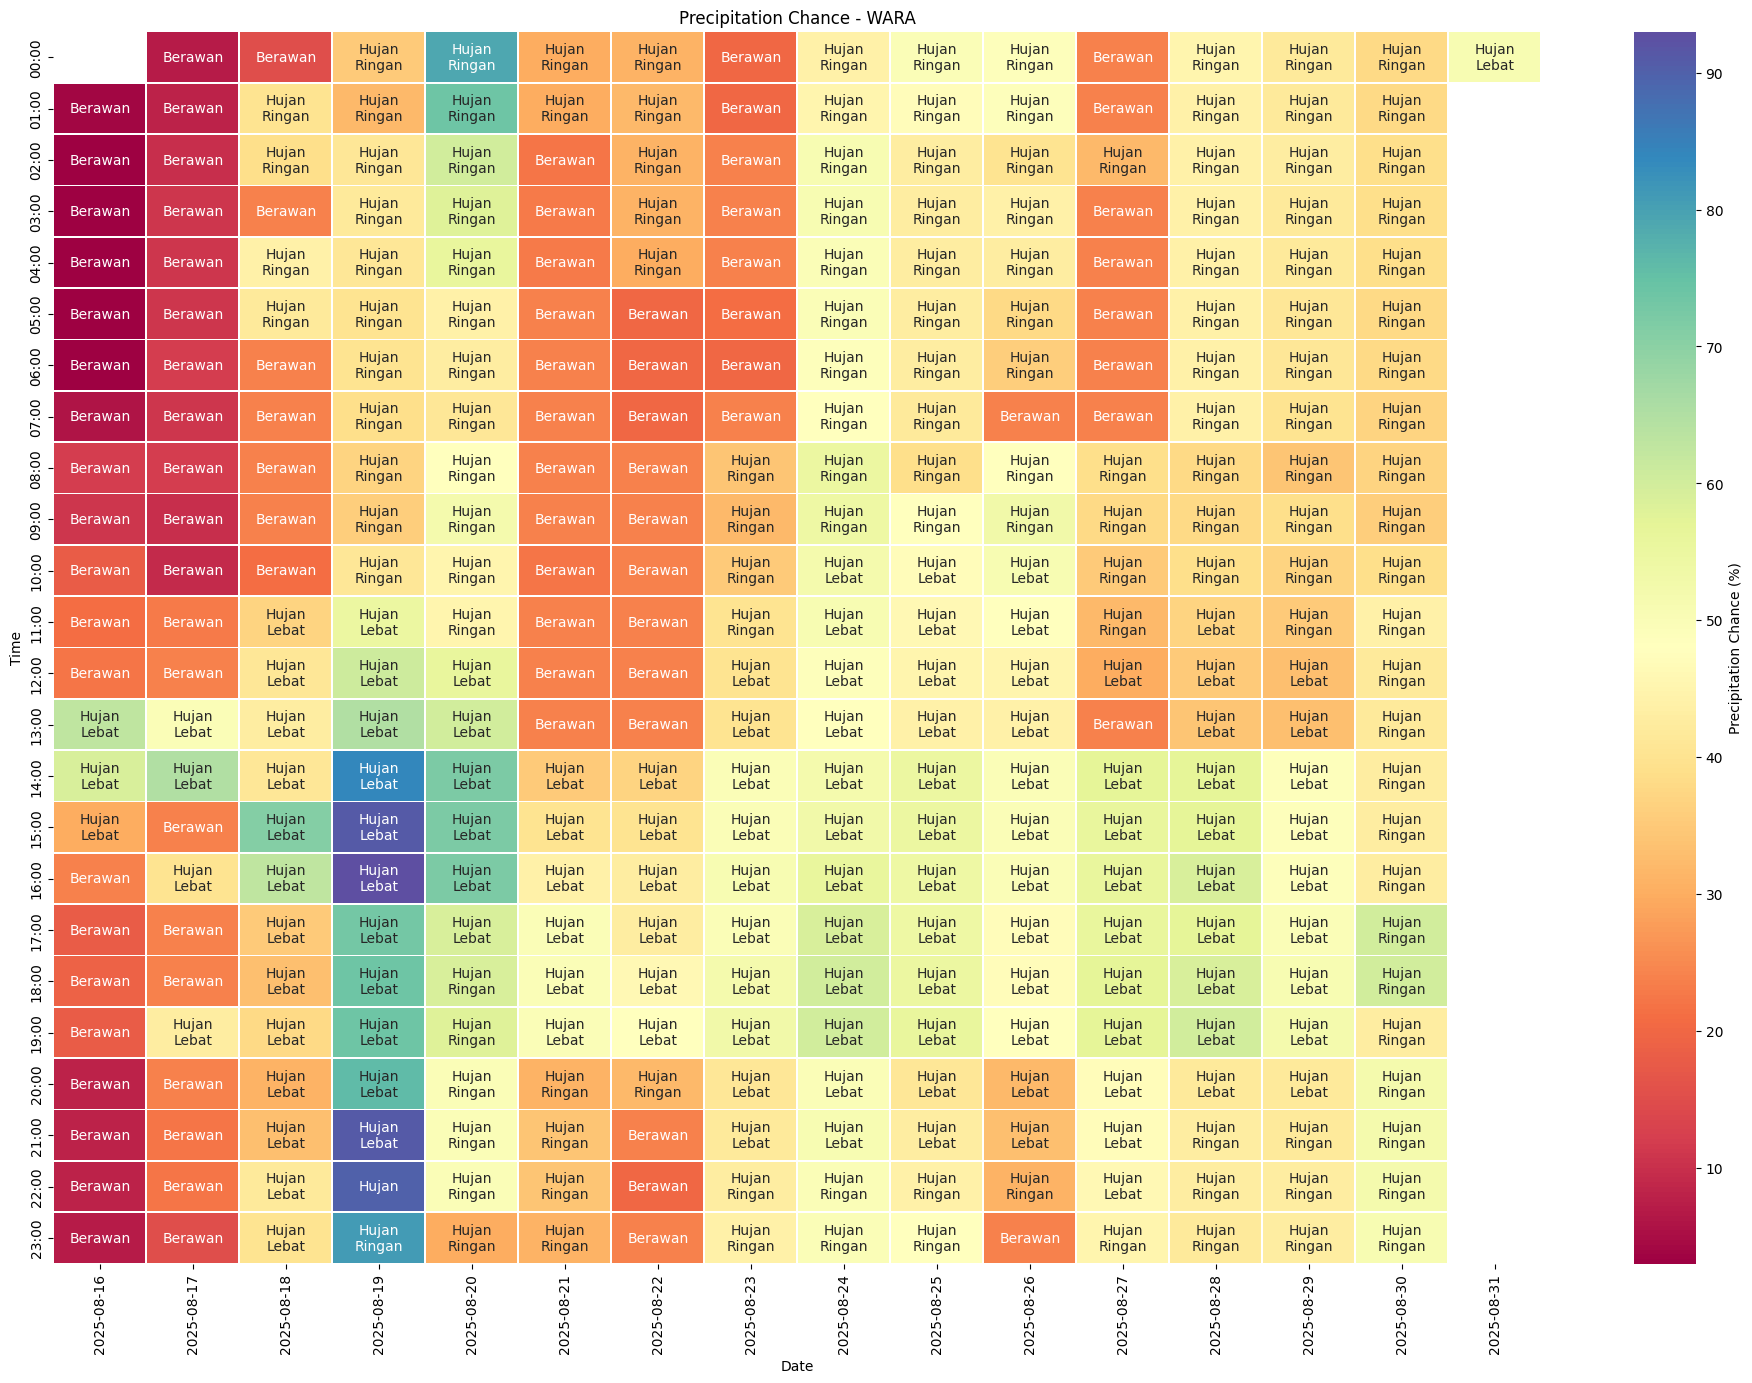 Precipitation Chance - WARA
00:00 Berawan Berawan Hujan Ringan Hujan Ringan Hujan Ringan Hujan Ringan Berawan Hujan Ringan Hujan Ringan Hujan Ringan Berawan Hujan Ringan Hujan Ringan Hujan Ringan Hujan Lebat
01:00 Berawan Berawan Hujan Ringan Hujan Ringan Hujan Ringan Hujan Ringan Hujan Ringan Berawan Hujan Ringan Hujan Ringan Hujan Ringan Berawan Hujan Ringan Hujan Ringan Hujan Ringan
02:00 Berawan Berawan Hujan Ringan Hujan Ringan Hujan Ringan Berawan Hujan Ringan Berawan Hujan Ringan Hujan Ringan Hujan Ringan Hujan Ringan Hujan Ringan Hujan Ringan Hujan Ringan
03:00 Berawan Berawan Berawan Hujan Ringan Hujan Ringan Berawan Hujan Ringan Berawan Hujan Ringan Hujan Ringan Hujan Ringan Berawan Hujan Ringan Hujan Ringan Hujan Ringan
04:00 Berawan Berawan Hujan Ringan Hujan Ringan Hujan Ringan Berawan Hujan Ringan Berawan Hujan Ringan Hujan Ringan Hujan Ringan Berawan Hujan Ringan Hujan Ringan Hujan Ringan
05:00 Berawan Berawan Hujan Ringan Hujan Ringan Hujan Ringan Berawan Berawan Berawan Hujan Ringan Hujan Ringan Hujan Ringan Berawan Hujan Ringan Hujan Ringan Hujan Ringan
06:00 Berawan Berawan Berawan Hujan Ringan Hujan Ringan Berawan Berawan Berawan Hujan Ringan Hujan Ringan Hujan Ringan Berawan Hujan Ringan Hujan Ringan Hujan Ringan
07:00 Berawan Berawan Berawan Hujan Ringan Hujan Ringan Berawan Berawan Berawan Hujan Ringan Hujan Ringan Berawan Berawan Hujan Ringan Hujan Ringan Hujan Ringan
08:00 Berawan Berawan Berawan Hujan Ringan Hujan Ringan Berawan Berawan Hujan Ringan Hujan Ringan Hujan Ringan Hujan Ringan Hujan Ringan Hujan Ringan Hujan Ringan Hujan Ringan
09:00 Berawan Berawan Berawan Hujan Ringan Hujan Ringan Berawan Berawan Hujan Ringan Hujan Ringan Hujan Ringan Hujan Ringan Hujan Ringan Hujan Ringan Hujan Ringan Hujan Ringan
10:00 Berawan Berawan Berawan Hujan Ringan Hujan Ringan Berawan Berawan Hujan Ringan Hujan Lebat Hujan Lebat Hujan Lebat Hujan Ringan Hujan Ringan Hujan Ringan Hujan Ringan
11:00 Berawan Berawan Hujan Lebat Hujan Lebat Hujan Ringan Berawan Berawan Hujan Ringan Hujan Lebat Hujan Lebat Hujan Lebat Hujan Ringan Hujan Lebat Hujan Ringan Hujan Ringan
12:00 Berawan Berawan Hujan Lebat Hujan Lebat Hujan Lebat Berawan Berawan Hujan Lebat Hujan Lebat Hujan Lebat Hujan Lebat Hujan Lebat Hujan Lebat Hujan Lebat Hujan Ringan
13:00 Hujan Lebat Hujan Lebat Hujan Lebat Hujan Lebat Hujan Lebat Berawan Berawan Hujan Lebat Hujan Lebat Hujan Lebat Hujan Lebat Berawan Hujan Lebat Hujan Lebat Hujan Ringan
14:00 Hujan Lebat Hujan Lebat Hujan Lebat Hujan Lebat Hujan Lebat Hujan Lebat Hujan Lebat Hujan Lebat Hujan Lebat Hujan Lebat Hujan Lebat Hujan Lebat Hujan Lebat Hujan Lebat Hujan Ringan
15:00 Hujan Lebat Berawan Hujan Lebat Hujan Lebat Hujan Lebat Hujan Lebat Hujan Lebat Hujan Lebat Hujan Lebat Hujan Lebat Hujan Lebat Hujan Lebat Hujan Lebat Hujan Lebat Hujan Ringan
16:00 Berawan Hujan Lebat Hujan Lebat Hujan Lebat Hujan Lebat Hujan Lebat Hujan Lebat Hujan Lebat Hujan Lebat Hujan Lebat Hujan Lebat Hujan Lebat Hujan Lebat Hujan Lebat Hujan Ringan
17:00 Berawan Berawan Hujan Lebat Hujan Lebat Hujan Lebat Hujan Lebat Hujan Lebat Hujan Lebat Hujan Lebat Hujan Lebat Hujan Lebat Hujan Lebat Hujan Lebat Hujan Lebat Hujan Ringan
18:00 Berawan Berawan Hujan Lebat Hujan Lebat Hujan Ringan Hujan Lebat Hujan Lebat Hujan Lebat Hujan Lebat Hujan Lebat Hujan Lebat Hujan Lebat Hujan Lebat Hujan Lebat Hujan Ringan
19:00 Berawan Hujan Lebat Hujan Lebat Hujan Lebat Hujan Ringan Hujan Lebat Hujan Lebat Hujan Lebat Hujan Lebat Hujan Lebat Hujan Lebat Hujan Lebat Hujan Lebat Hujan Lebat Hujan Ringan
20:00 Berawan Berawan Hujan Lebat Hujan Lebat Hujan Ringan Hujan Ringan Hujan Ringan Hujan Lebat Hujan Lebat Hujan Lebat Hujan Lebat Hujan Lebat Hujan Lebat Hujan Lebat Hujan Ringan
21:00 Berawan Berawan Hujan Lebat Hujan Lebat Hujan Ringan Hujan Ringan Berawan Hujan Lebat Hujan Lebat Hujan Lebat Hujan Lebat Hujan Lebat Hujan Ringan Hujan Ringan Hujan Ringan
22:00 Berawan Berawan Hujan Lebat Hujan Hujan Ringan Hujan Ringan Berawan Hujan Ringan Hujan Ringan Hujan Ringan Hujan Ringan Hujan Lebat Hujan Ringan Hujan Ringan Hujan Ringan
23:00 Berawan Berawan Hujan Lebat Hujan Ringan Hujan Ringan Hujan Ringan Berawan Hujan Ringan Hujan Ringan Hujan Ringan Berawan Hujan Ringan Hujan Ringan Hujan Ringan Hujan Ringan
Time
2025-08-16 2025-08-17 2025-08-18 2025-08-19 2025-08-20 2025-08-21 2025-08-22 2025-08-23 2025-08-24 2025-08-25 2025-08-26 2025-08-27 2025-08-28 2025-08-29 2025-08-30 2025-08-31
Date
90
80
70
60
50
40
30
20
10
Precipitation Chance (%)